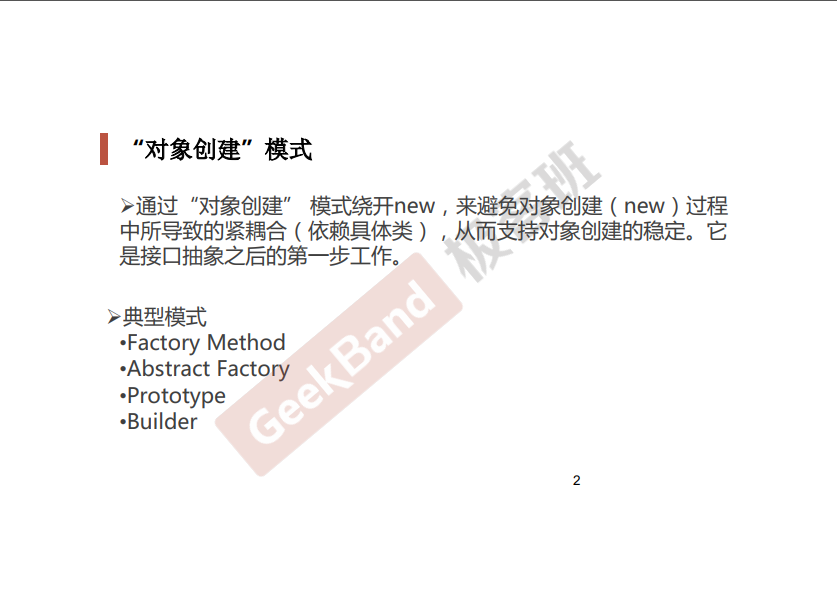 “对象创建”模式
➢通过“对象创建” 模式绕开new，来避免对象创建（new）过程
中所导致的紧耦合（依赖具体类），从而支持对象创建的稳定。它
是接口抽象之后的第一步工作。
➢典型模式
•Factory Method
•Abstract Factory
•Prototype
•Builder
GeekBand 极客班
2